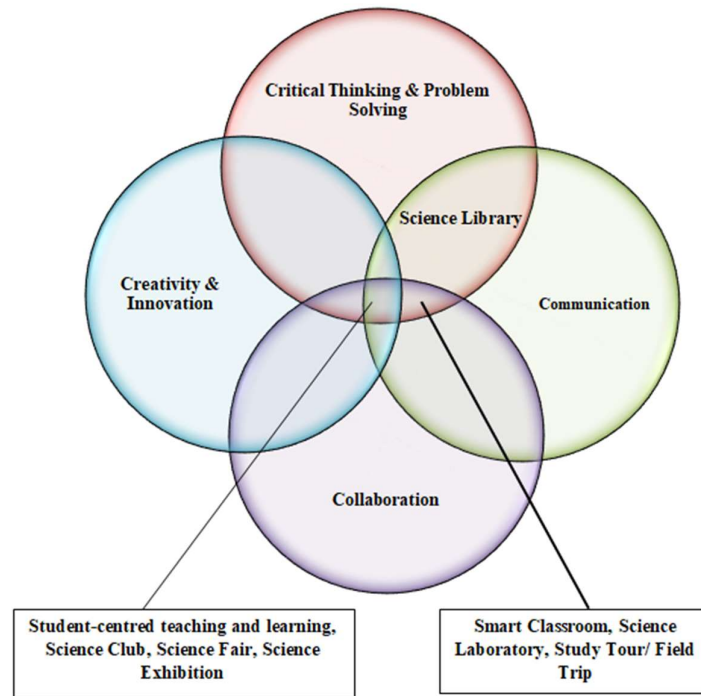 Critical Thinking & Problem
Solving
Science Library
Creativity &
Innovation
Communication
Collaboration
Student-centred teaching and learning,
Science Club, Science Fair, Science
Exhibition
Smart Classroom, Science
Laboratory, Study Tour/ Field
Trip